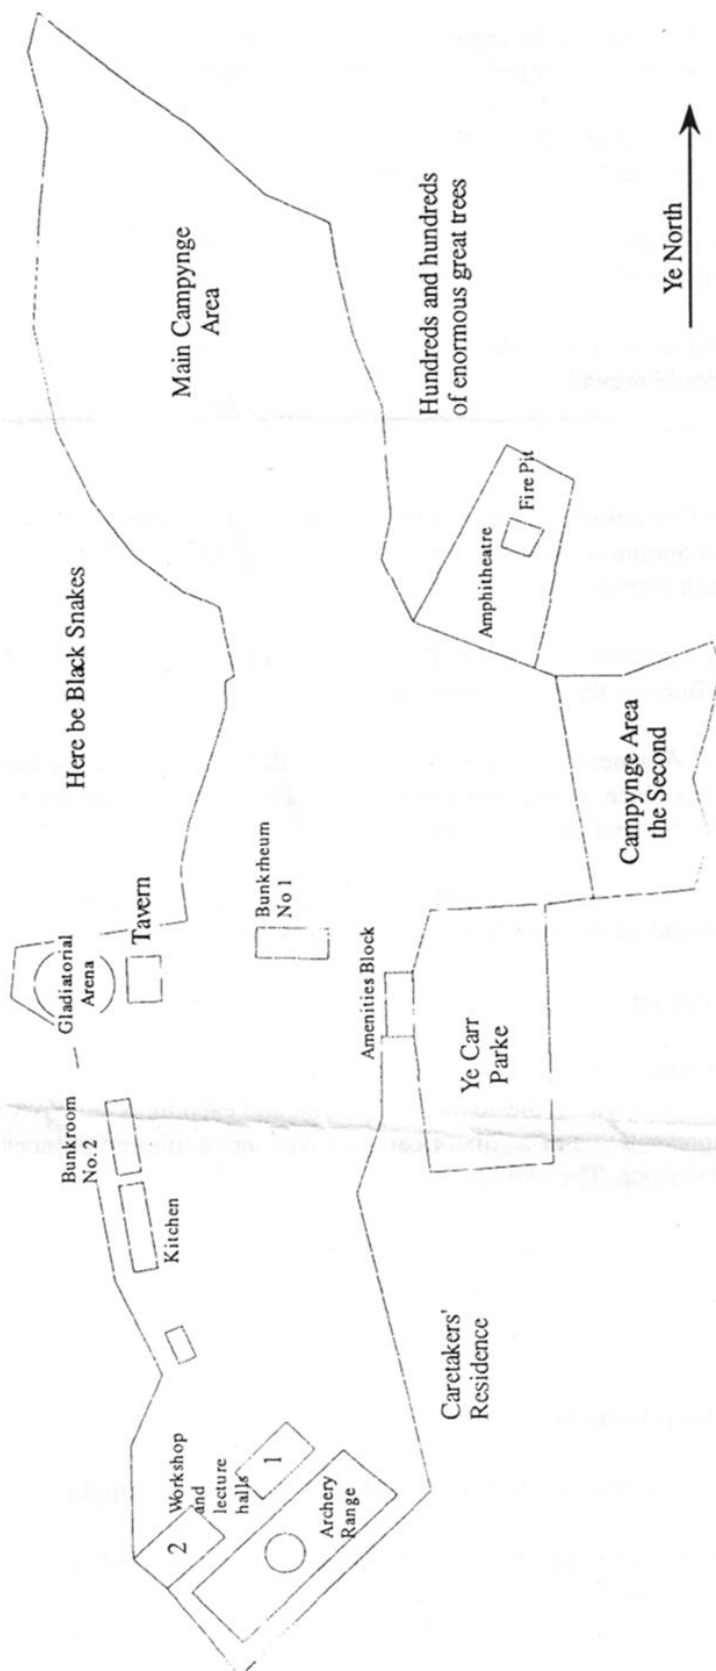 Main Campynge
Area
Hundreds and hundreds
of enormous great trees
Ye North
Here be Black Snakes
Amphitheatre
Fire Pit
Campynge Area
the Second
Gladiatorial
Arena
Tavern
Bunkrheum
No 1
Amenities Block
Ye Carr
Parke
Bunkroom
No. 2
Kitchen
Caretakers'
Residence
Workshop
and
lecture
halls
2
1
Archery
Range